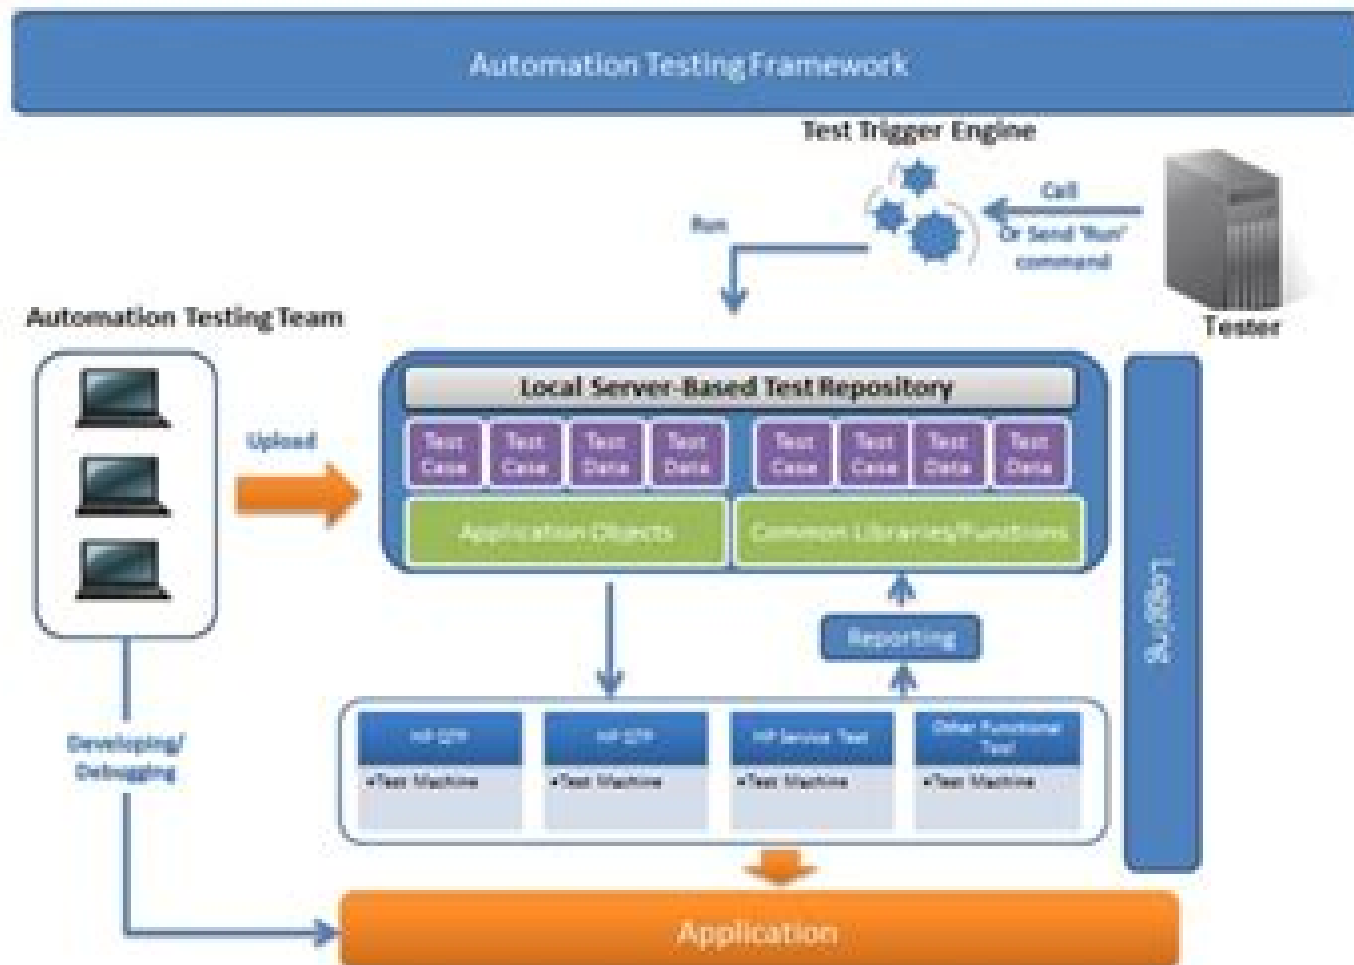 Automation Testing Framework
Test Trigger Engine
Call
Or Send 'Run'
command
Run
Tester
Automation Testing Team
Upload
Local Server-Based Test Repository
Test Case
Test Case
Test Data
Test Data
Test Case
Test Case
Test Data
Test Data
Application Objects
Common Libraries/Functions
Logging
Reporting
Developing/
Debugging
HP QTP
HP QTP
HP Service Test
Other Functional
Test
•Test Machine
•Test Machine
•Test Machine
•Test Machine
Application